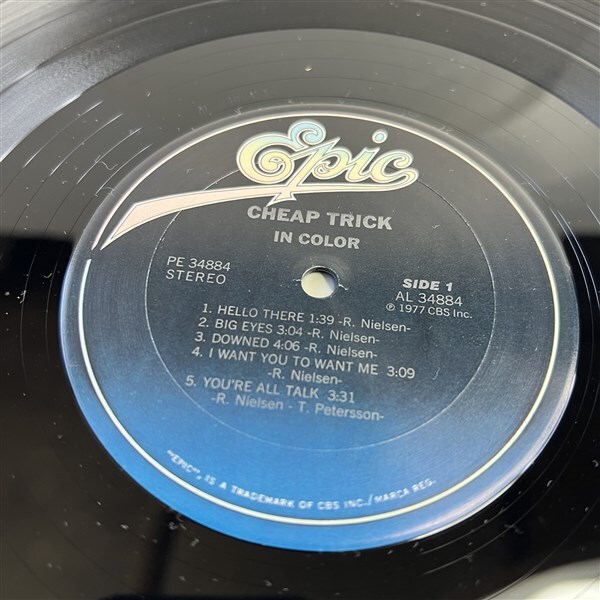 Epic
CHEAP TRICK
IN COLOR
PE 34884
STEREO
SIDE 1
AL 34884
℗ 1977 CBS Inc.
1. HELLO THERE 1:39 -R. Nielsen-
2. BIG EYES 3:04 -R. Nielsen-
3. DOWNED 4:06 -R. Nielsen-
4. I WANT YOU TO WANT ME 3:09
-R. Nielsen-
5. YOU'RE ALL TALK 3:31
-R. Nielsen - T. Petersson-
"EPIC", IS A TRADEMARK OF CBS INC./MARCA REG.